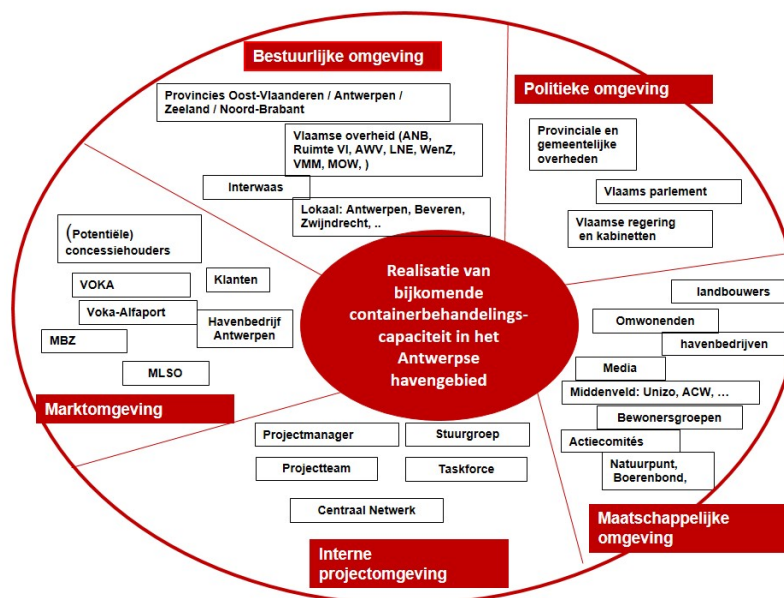 Bestuurlijke omgeving
Provincies Oost-Vlaanderen / Antwerpen /
Zeeland / Noord-Brabant
Vlaamse overheid (ANB,
Ruimte Vl, AWV, LNE, WenZ,
VMM, MOW, )
Interwaas
Lokaal: Antwerpen, Beveren,
Zwijndrecht, ..
Politieke omgeving
Provinciale en
gemeentelijke
overheden
Vlaams parlement
Vlaamse regering
en kabinetten
(Potentiële)
concessiehouders
VOKA
Klanten
Voka-Alfaport
Havenbedrijf
Antwerpen
MBZ
MLSO
Marktomgeving
Realisatie van
bijkomende
containerbehandelings-
capaciteit in het
Antwerpse
havengebied
landbouwers
Omwonenden
havenbedrijven
Media
Middenveld: Unizo, ACW, ...
Bewonersgroepen
Actiecomités
Natuurpunt,
Boerenbond,
Maatschappelijke
omgeving
Projectmanager
Stuurgroep
Projectteam
Taskforce
Centraal Netwerk
Interne
projectomgeving